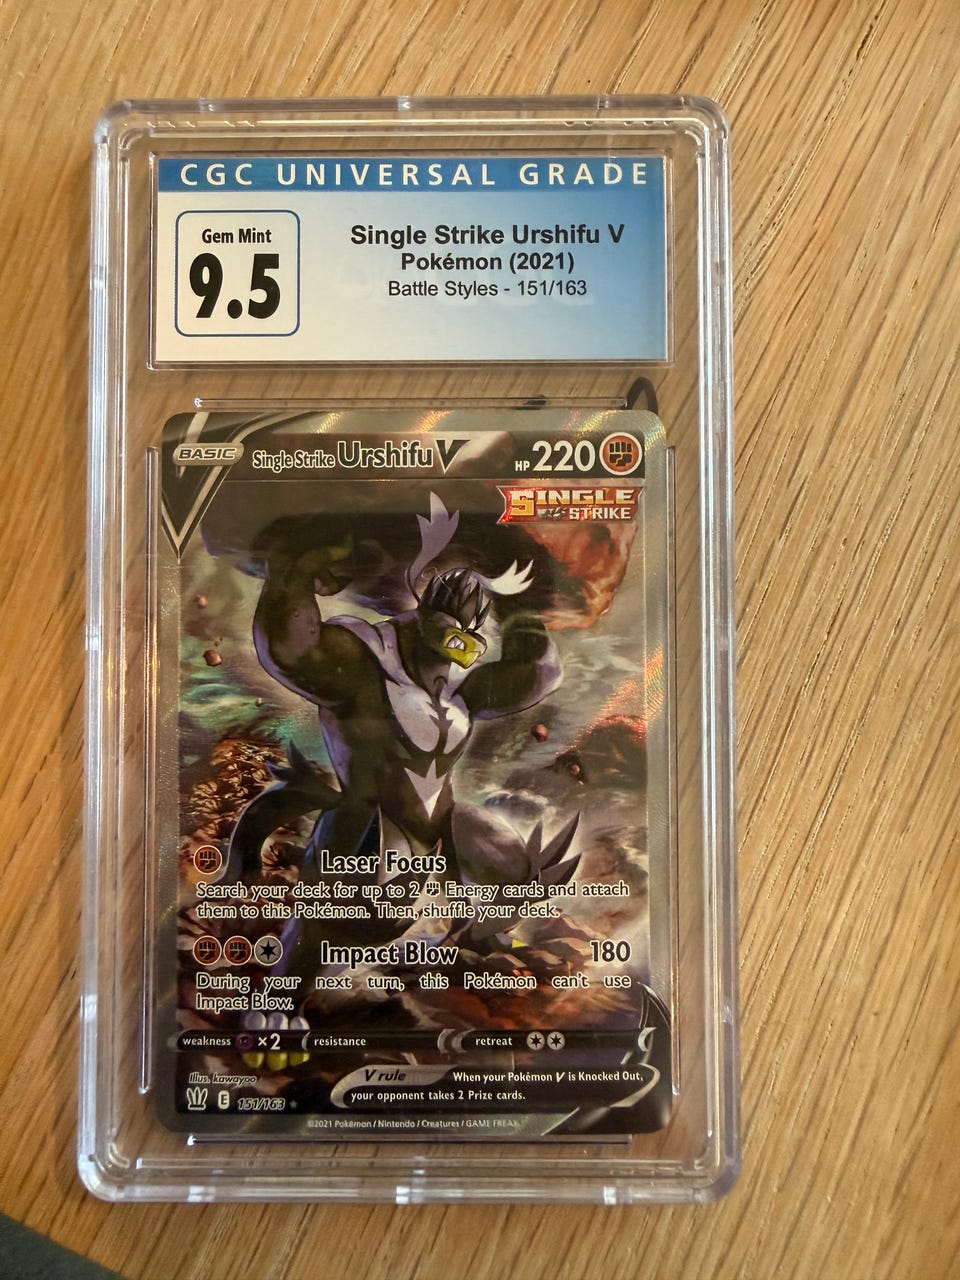 CGC UNIVERSAL GRADE
Gem Mint
9.5
Single Strike Urshifu V
Pokémon (2021)
Battle Styles - 151/163
BASIC
Single Strike Urshifu V
HP 220
SINGLE
STRIKE
Laser Focus
Search your deck for up to 2 Energy cards and attach
them to this Pokémon. Then, shuffle your deck.
Impact Blow 180
During your next turn, this Pokémon can't use
Impact Blow.
weakness ×2 resistance retreat
V rule
When your Pokémon V is Knocked Out,
your opponent takes 2 Prize cards.
Illus. kawayoo
E 151/163
©2021 Pokémon / Nintendo / Creatures / GAME FREAK